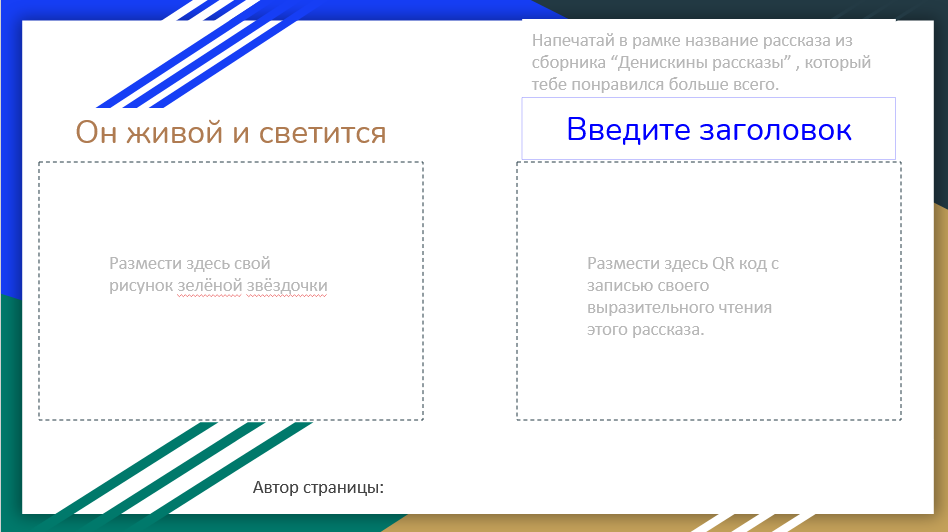 Напечатай в рамке название рассказа из
сборника “Денискины рассказы” , который
тебе понравился больше всего.
Он живой и светится
Введите заголовок
Размести здесь свой
рисунок зелёной звёздочки
Размести здесь QR код с
записью своего
выразительного чтения
этого рассказа.
Автор страницы: